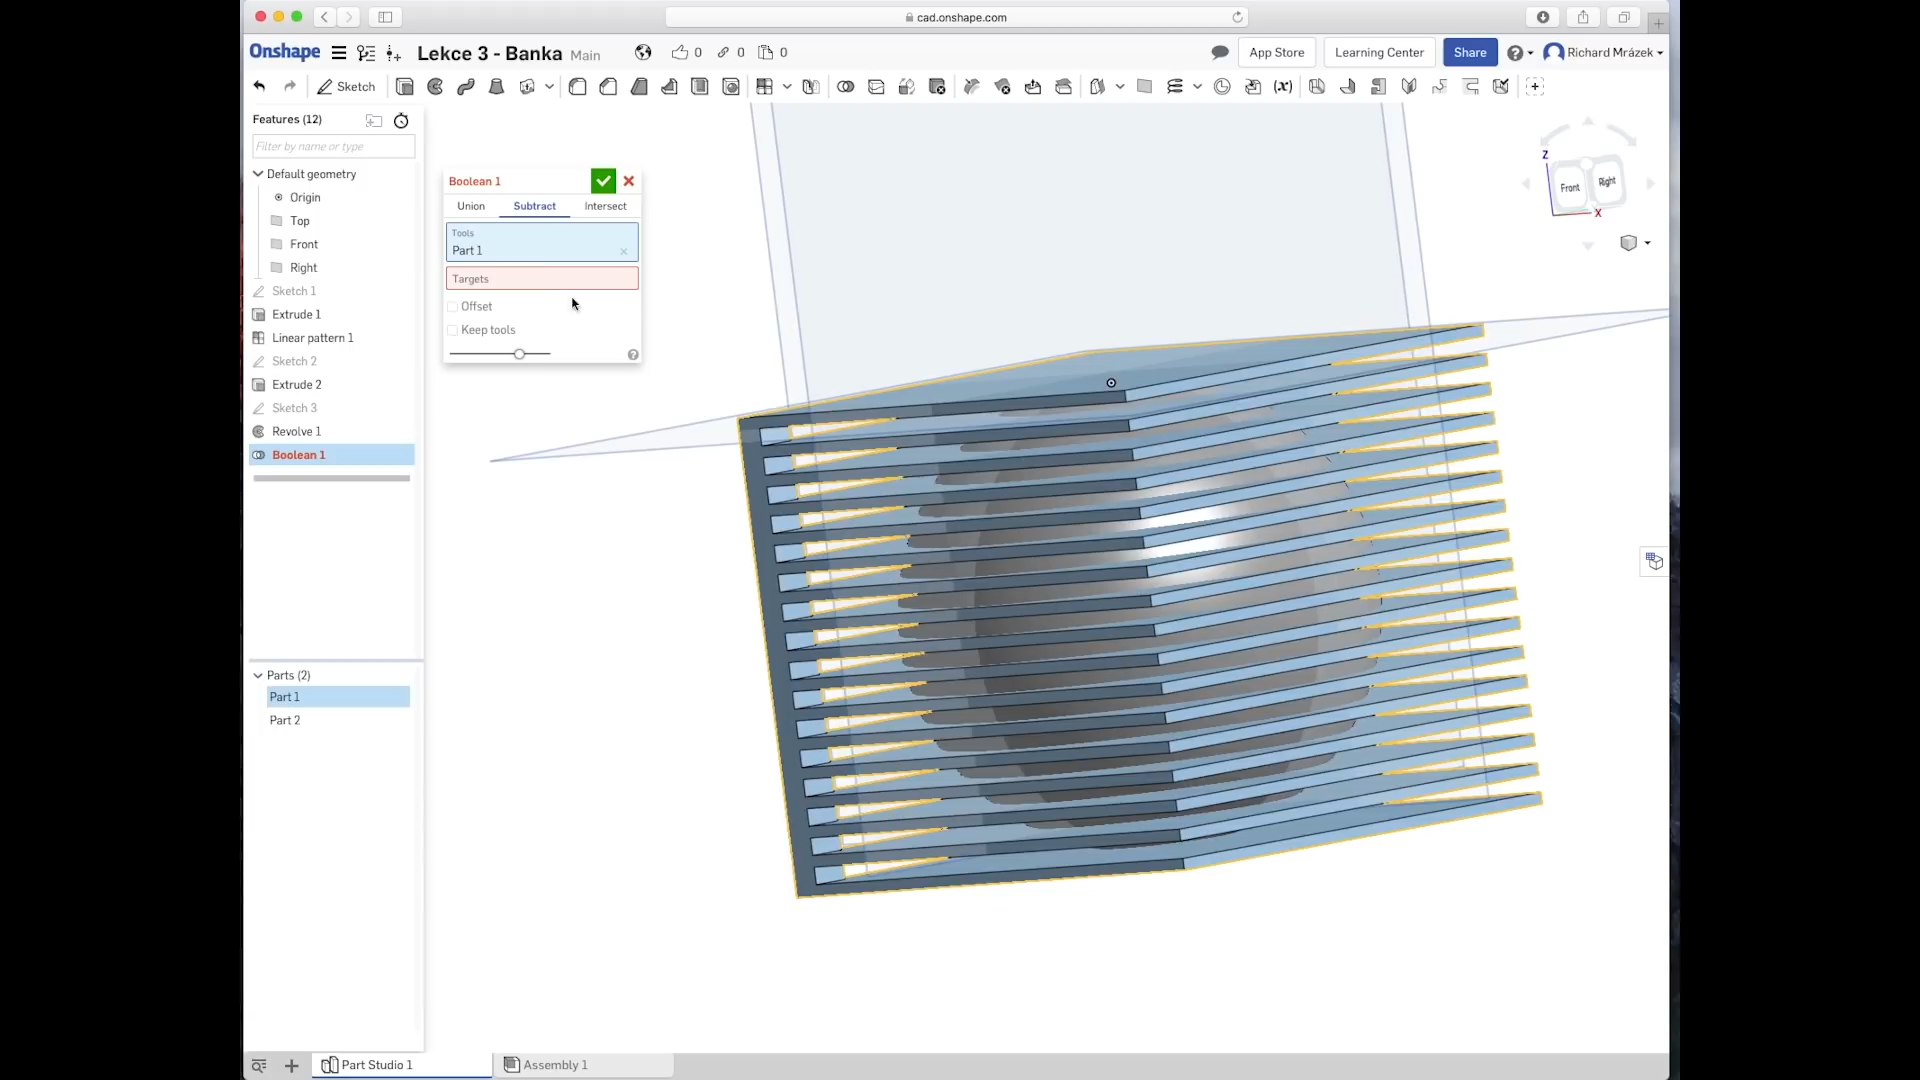 cad.onshape.com
Onshape
Lekce 3 - Banka Main
0 0 0
App Store
Learning Center
Share
Richard Mrázek
Sketch
Features (12)
Filter by name or type
Default geometry
Origin
Top
Front
Right
Sketch 1
Extrude 1
Linear pattern 1
Sketch 2
Extrude 2
Sketch 3
Revolve 1
Boolean 1
Parts (2)
Part 1
Part 2
Boolean 1
Union Subtract Intersect
Tools
Part 1
Targets
Offset
Keep tools
Z
Front Right
X
Part Studio 1
Assembly 1